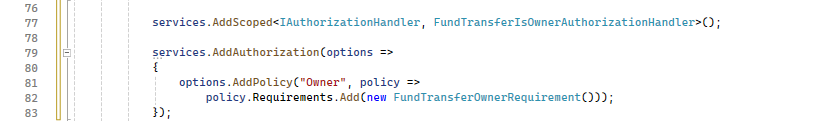 76
77 services.AddScoped<IAuthorizationHandler, FundTransferIsOwnerAuthorizationHandler>();
78
79 services.AddAuthorization(options =>
80 {
81 options.AddPolicy("Owner", policy =>
82 policy.Requirements.Add(new FundTransferOwnerRequirement()));
83 });